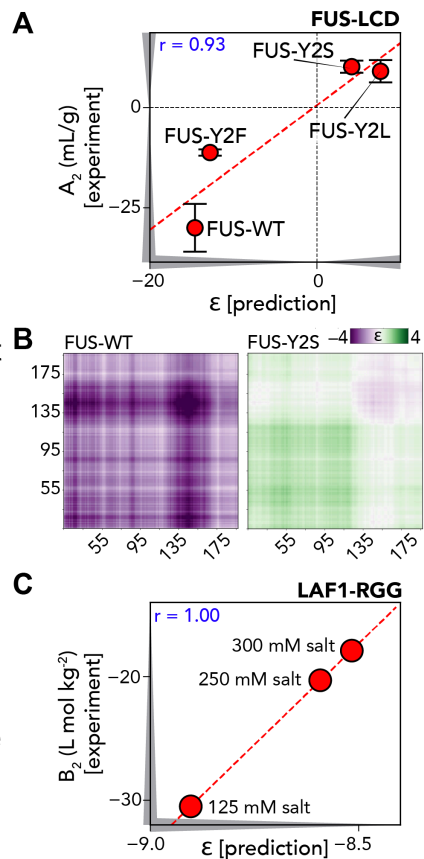 A
FUS-LCD
r = 0.93
FUS-Y2S
0
FUS-Y2L
FUS-Y2F
A2 (mL/g)
[experiment]
−25
FUS-WT
−20
0
ε [prediction]
B
FUS-WT
FUS-Y2S
−4
ε
4
175
135
95
55
55
95
135
175
55
95
135
175
C
LAF1-RGG
r = 1.00
300 mM salt
−20
250 mM salt
B2 (L mol kg-2)
[experiment]
−30
125 mM salt
−9.0
−8.5
ε [prediction]